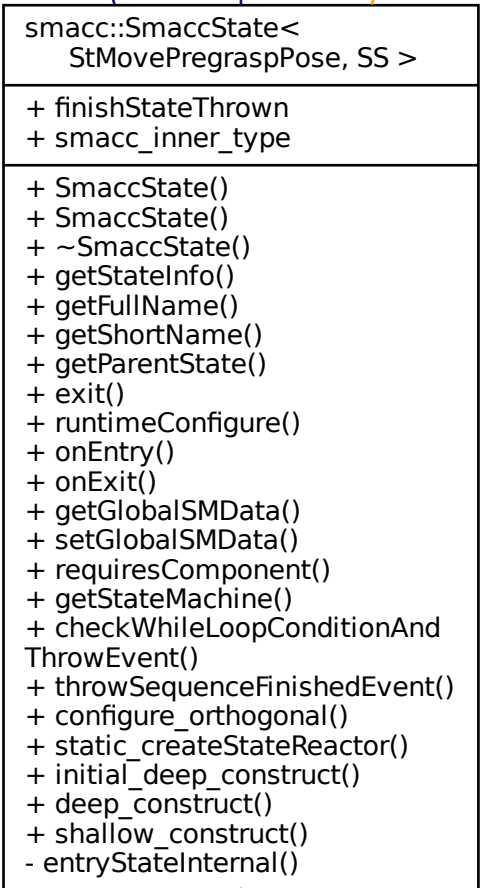 smacc::SmaccState<
StMovePregraspPose, SS >
+ finishStateThrown
+ smacc_inner_type
+ SmaccState()
+ SmaccState()
+ ~SmaccState()
+ getStateInfo()
+ getFullName()
+ getShortName()
+ getParentState()
+ exit()
+ runtimeConfigure()
+ onEntry()
+ onExit()
+ getGlobalSMData()
+ setGlobalSMData()
+ requiresComponent()
+ getStateMachine()
+ checkWhileLoopConditionAnd
ThrowEvent()
+ throwSequenceFinishedEvent()
+ configure_orthogonal()
+ static_createStateReactor()
+ initial_deep_construct()
+ deep_construct()
+ shallow_construct()
- entryStateInternal()